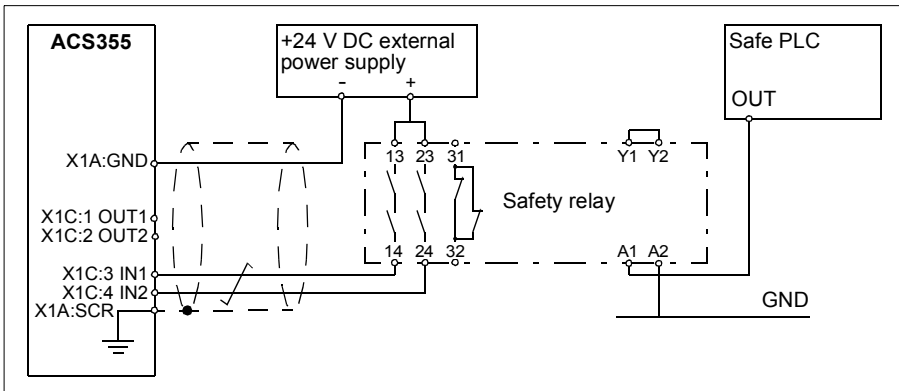 ACS355
+24 V DC external
power supply
- +
Safe PLC
OUT
X1A:GND
13 23 31
Y1 Y2
Safety relay
X1C:1 OUT1
X1C:2 OUT2
14 24 32
A1 A2
X1C:3 IN1
X1C:4 IN2
X1A:SCR
GND